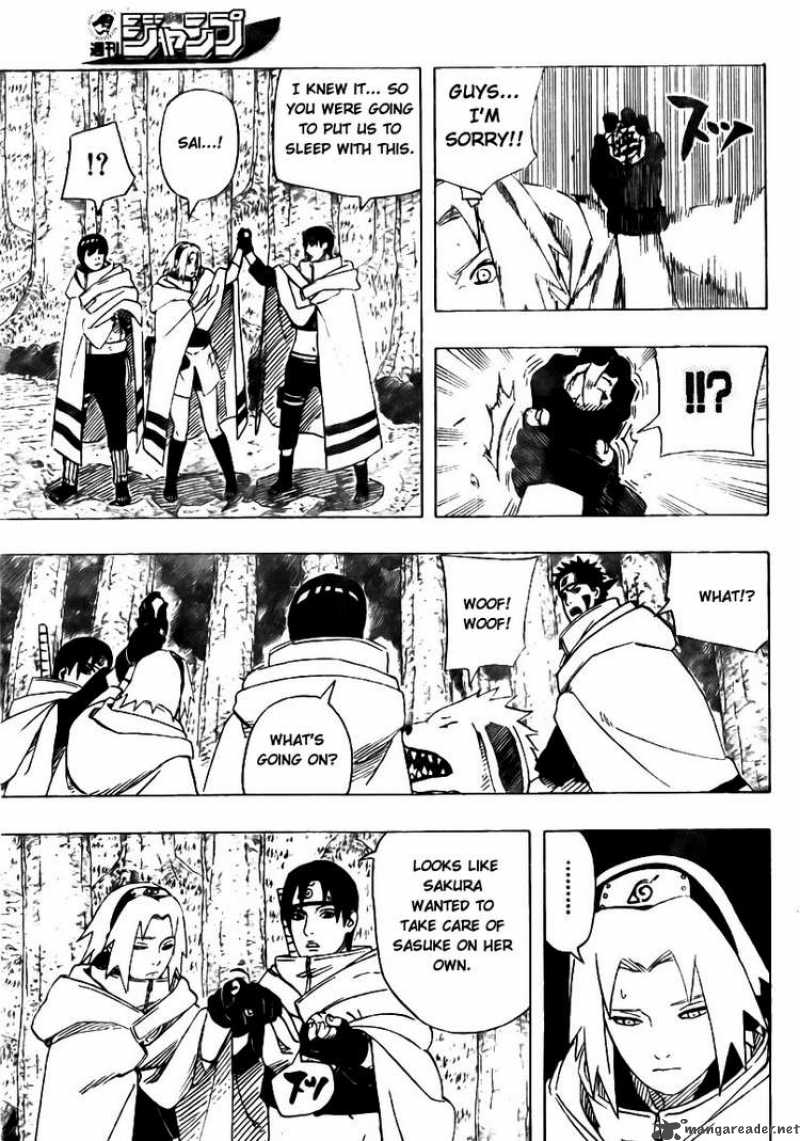 週刊
ジャンプ
GUYS...
I'M
SORRY!!
ズッ
!!?
I KNEW IT... SO
YOU WERE GOING
TO PUT US TO
SLEEP WITH THIS.
SAI...!
!?
WHAT!?
WOOF!
WOOF!
WHAT'S
GOING ON?
..........
LOOKS LIKE
SAKURA
WANTED TO
TAKE CARE OF
SASUKE ON HER
OWN.
ズッ
mangareader.net